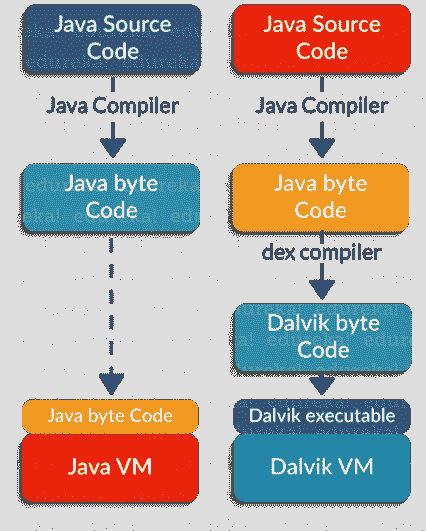 Java Source
Code
Java Compiler
Java byte
Code
Java byte Code
Java VM
Java Source
Code
Java Compiler
Java byte
Code
dex compiler
Dalvik byte
Code
Dalvik executable
Dalvik VM